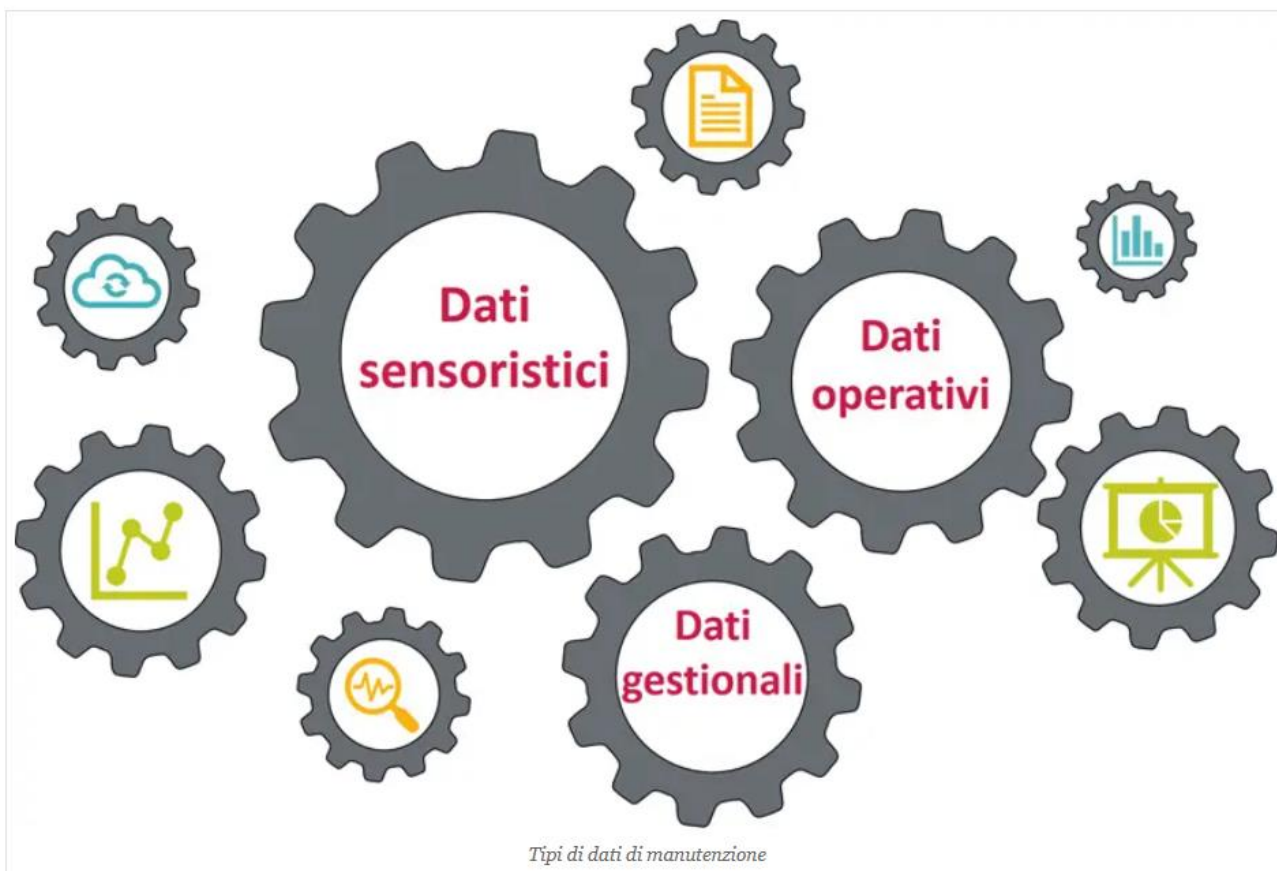 Dati
sensoristici
Dati
operativi
Dati
gestionali
Tipi di dati di manutenzione